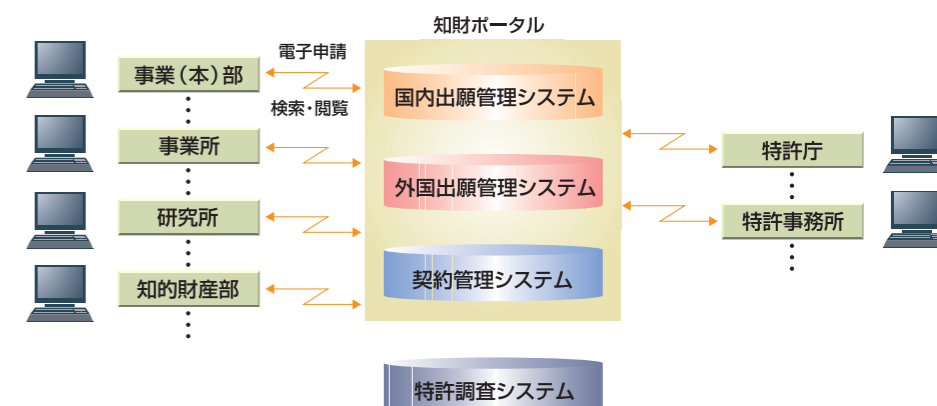 知財ポータル
電子申請
検索・閲覧
事業(本)部
事業所
研究所
知的財産部
国内出願管理システム
外国出願管理システム
契約管理システム
特許調査システム
特許庁
特許事務所